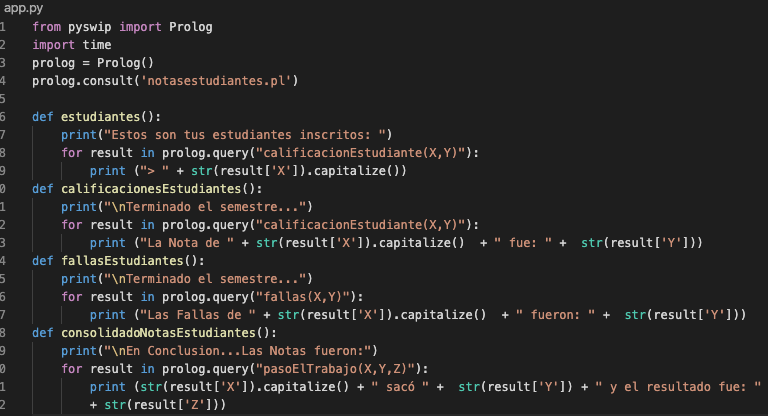 app.py
1 from pyswip import Prolog
2 import time
3 prolog = Prolog()
4 prolog.consult('notasestudiantes.pl')
5
6 def estudiantes():
7     print("Estos son tus estudiantes inscritos: ")
8     for result in prolog.query("calificacionEstudiante(X,Y)"):
9         print ("> " + str(result['X']).capitalize())
0 def calificacionesEstudiantes():
1     print("\nTerminado el semestre...")
2     for result in prolog.query("calificacionEstudiante(X,Y)"):
3         print ("La Nota de " + str(result['X']).capitalize()  + " fue: " +  str(result['Y']))
4 def fallasEstudiantes():
5     print("\nTerminado el semestre...")
6     for result in prolog.query("fallas(X,Y)"):
7         print ("Las Fallas de " + str(result['X']).capitalize()  + " fueron: " +  str(result['Y']))
8 def consolidadoNotasEstudiantes():
9     print("\nEn Conclusion...Las Notas fueron:")
0     for result in prolog.query("pasoElTrabajo(X,Y,Z)"):
1         print (str(result['X']).capitalize() + " sacó " +  str(result['Y']) + " y el resultado fue: "
2         + str(result['Z']))